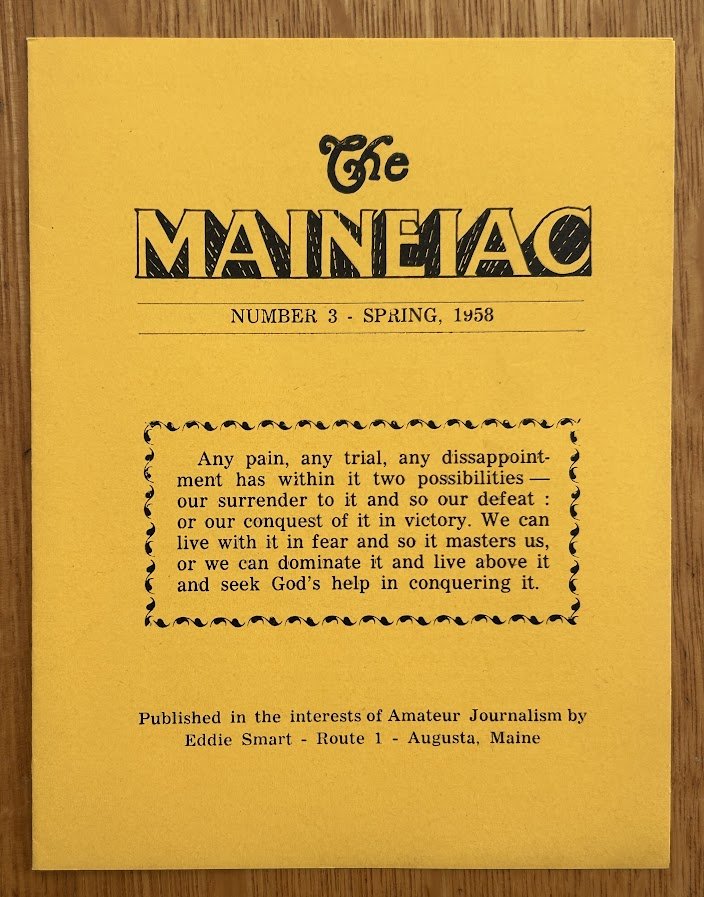 The
MAINEIAC
NUMBER 3 - SPRING, 1958
Any pain, any trial, any dissappoint-
ment has within it two possibilities —
our surrender to it and so our defeat :
or our conquest of it in victory. We can
live with it in fear and so it masters us,
or we can dominate it and live above it
and seek God's help in conquering it.
Published in the interests of Amateur Journalism by
Eddie Smart - Route 1 - Augusta, Maine